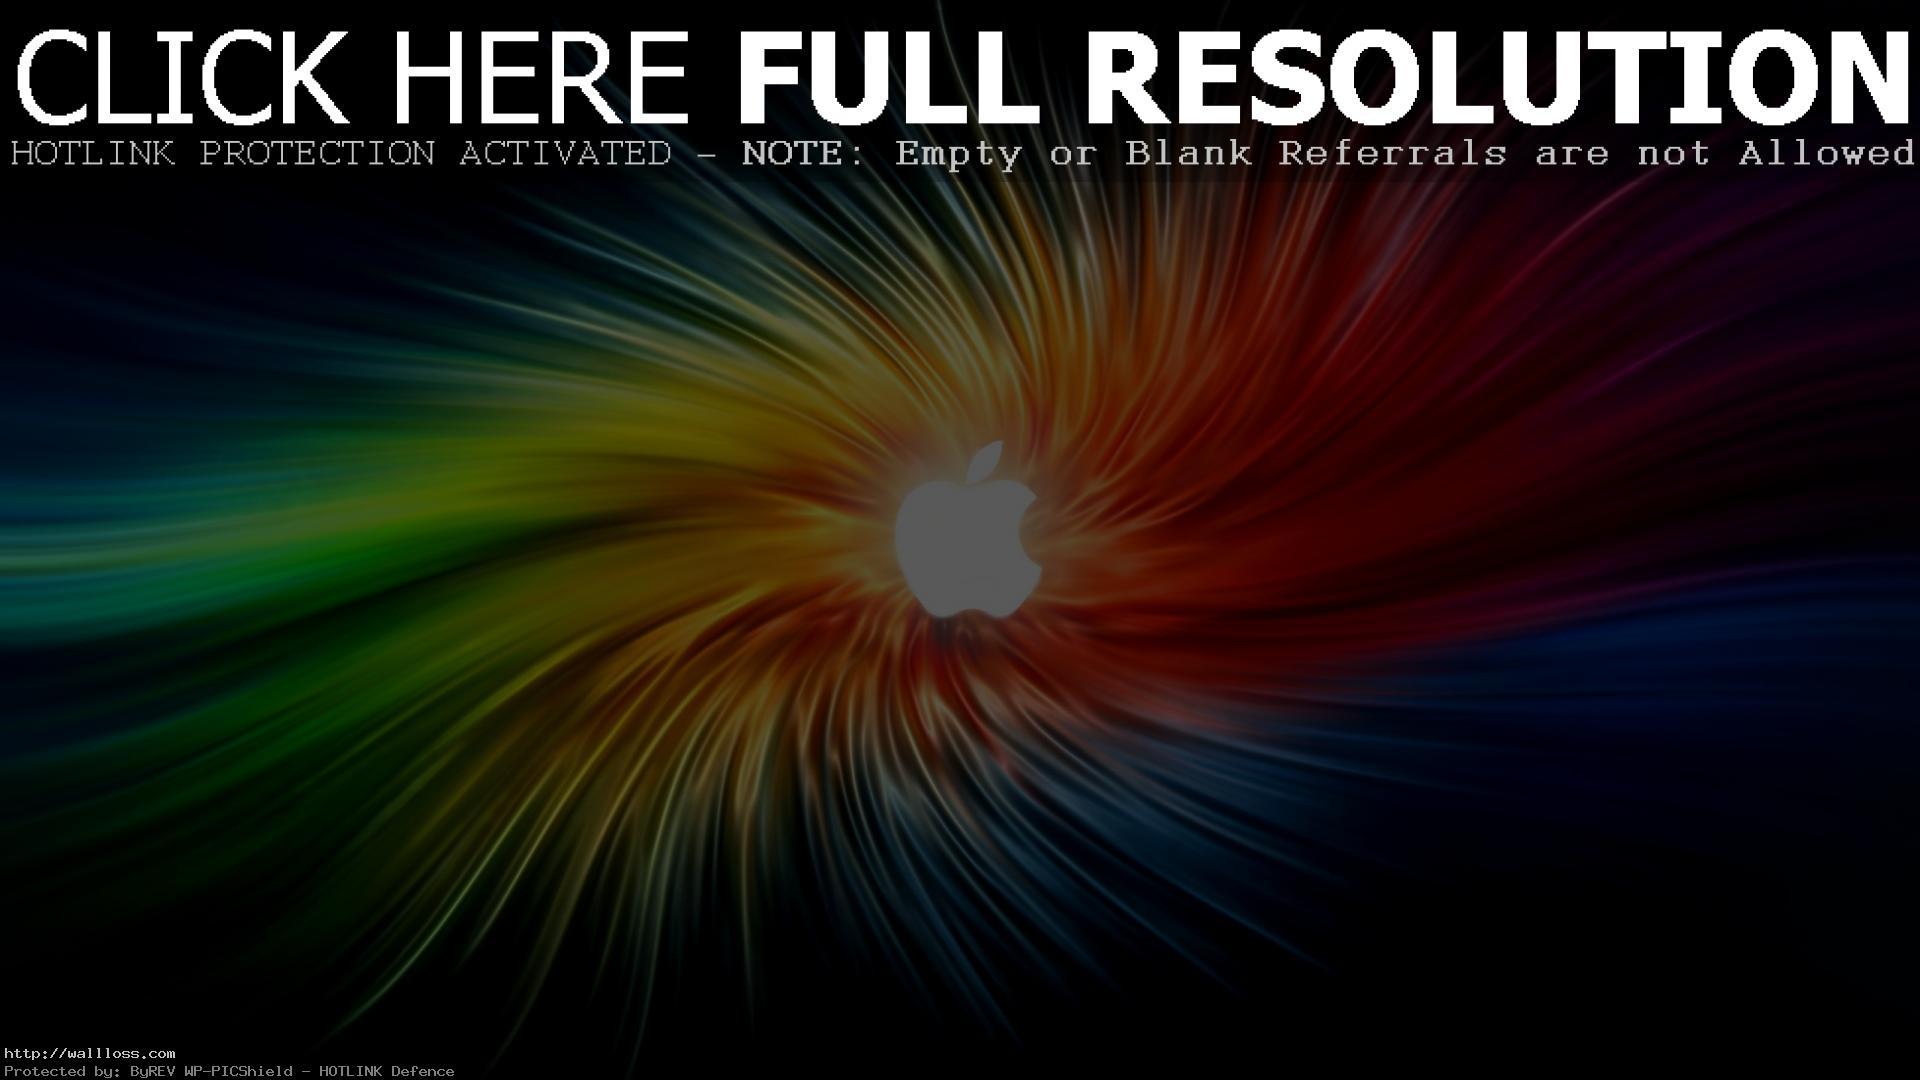 CLICK HERE FULL RESOLUTION
HOTLINK PROTECTION ACTIVATED - NOTE: Empty or Blank Referrals are not Allowed
http://wallloss.com
Protected by: ByREV WP-PICShield - HOTLINK Defence